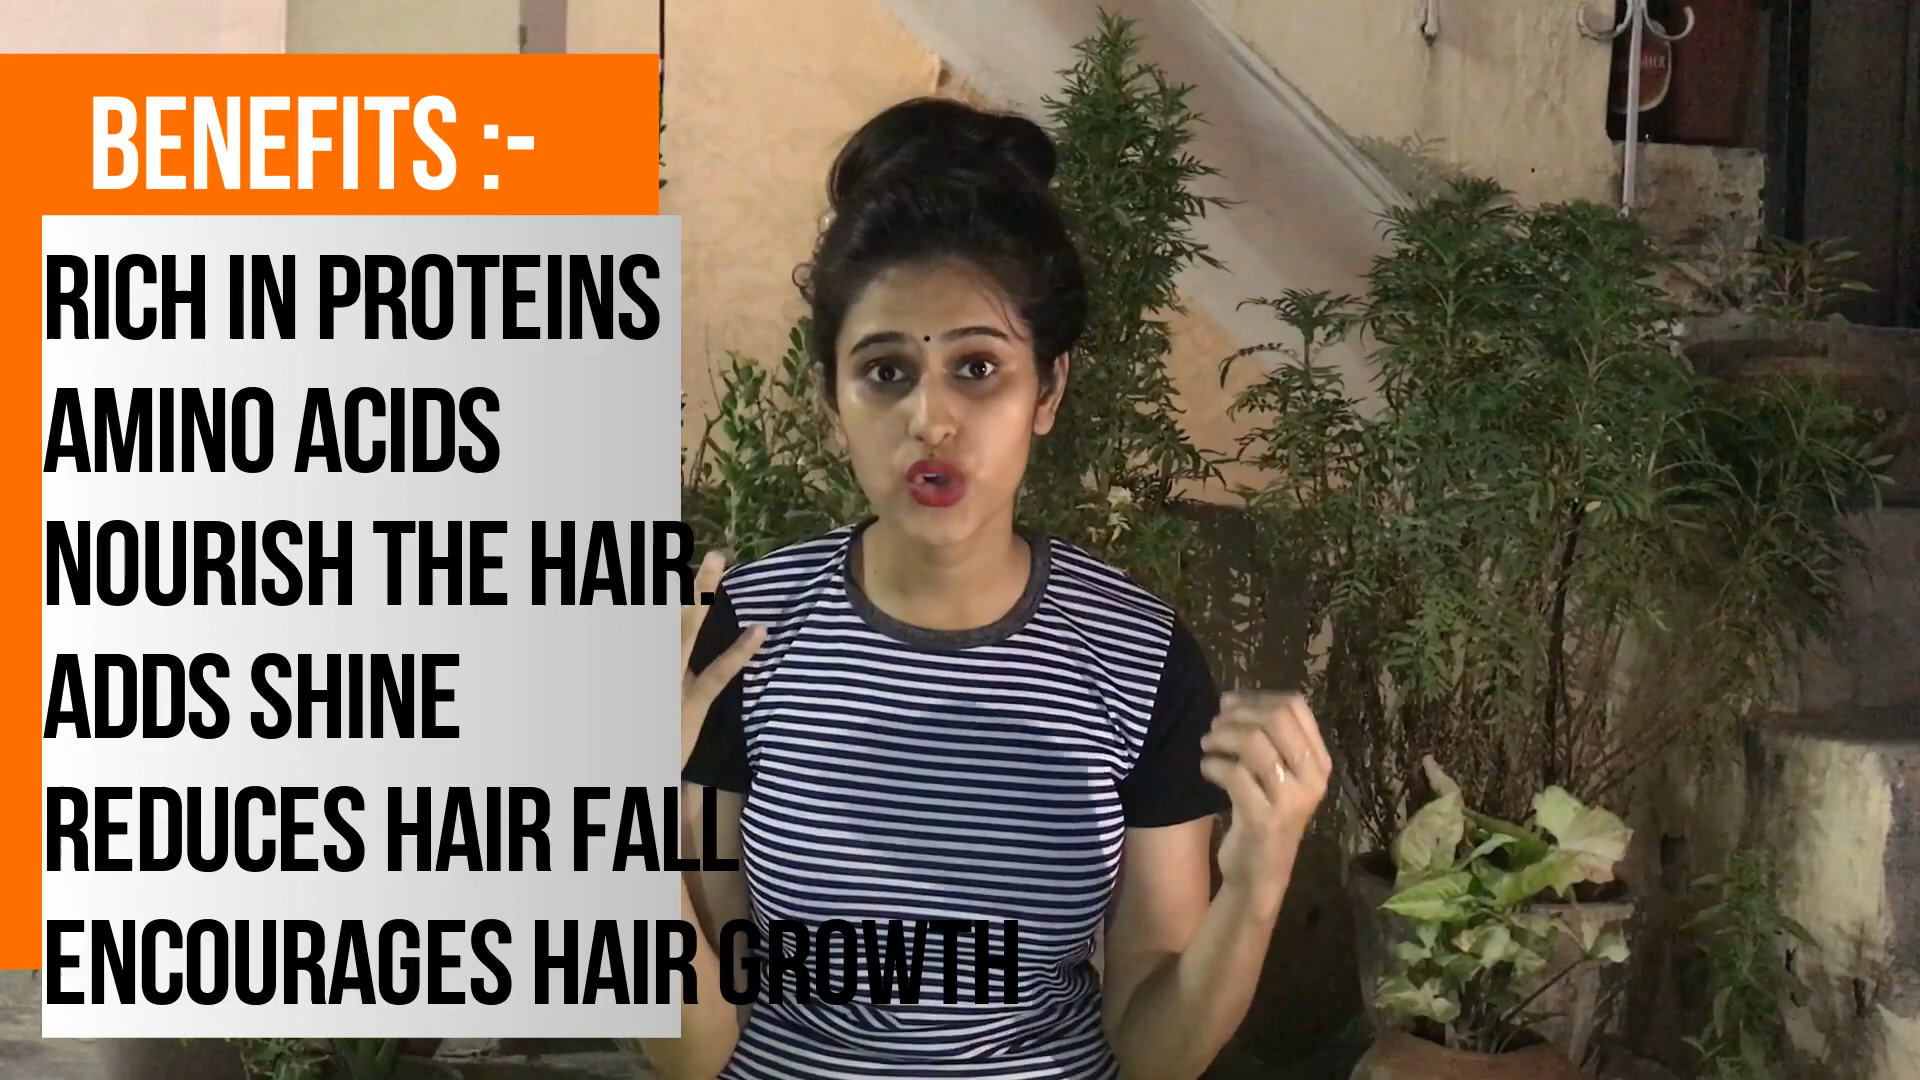 BENEFITS :-
RICH IN PROTEINS
AMINO ACIDS
NOURISH THE HAIR.
ADDS SHINE
REDUCES HAIR FALL
ENCOURAGES HAIR GROWTH